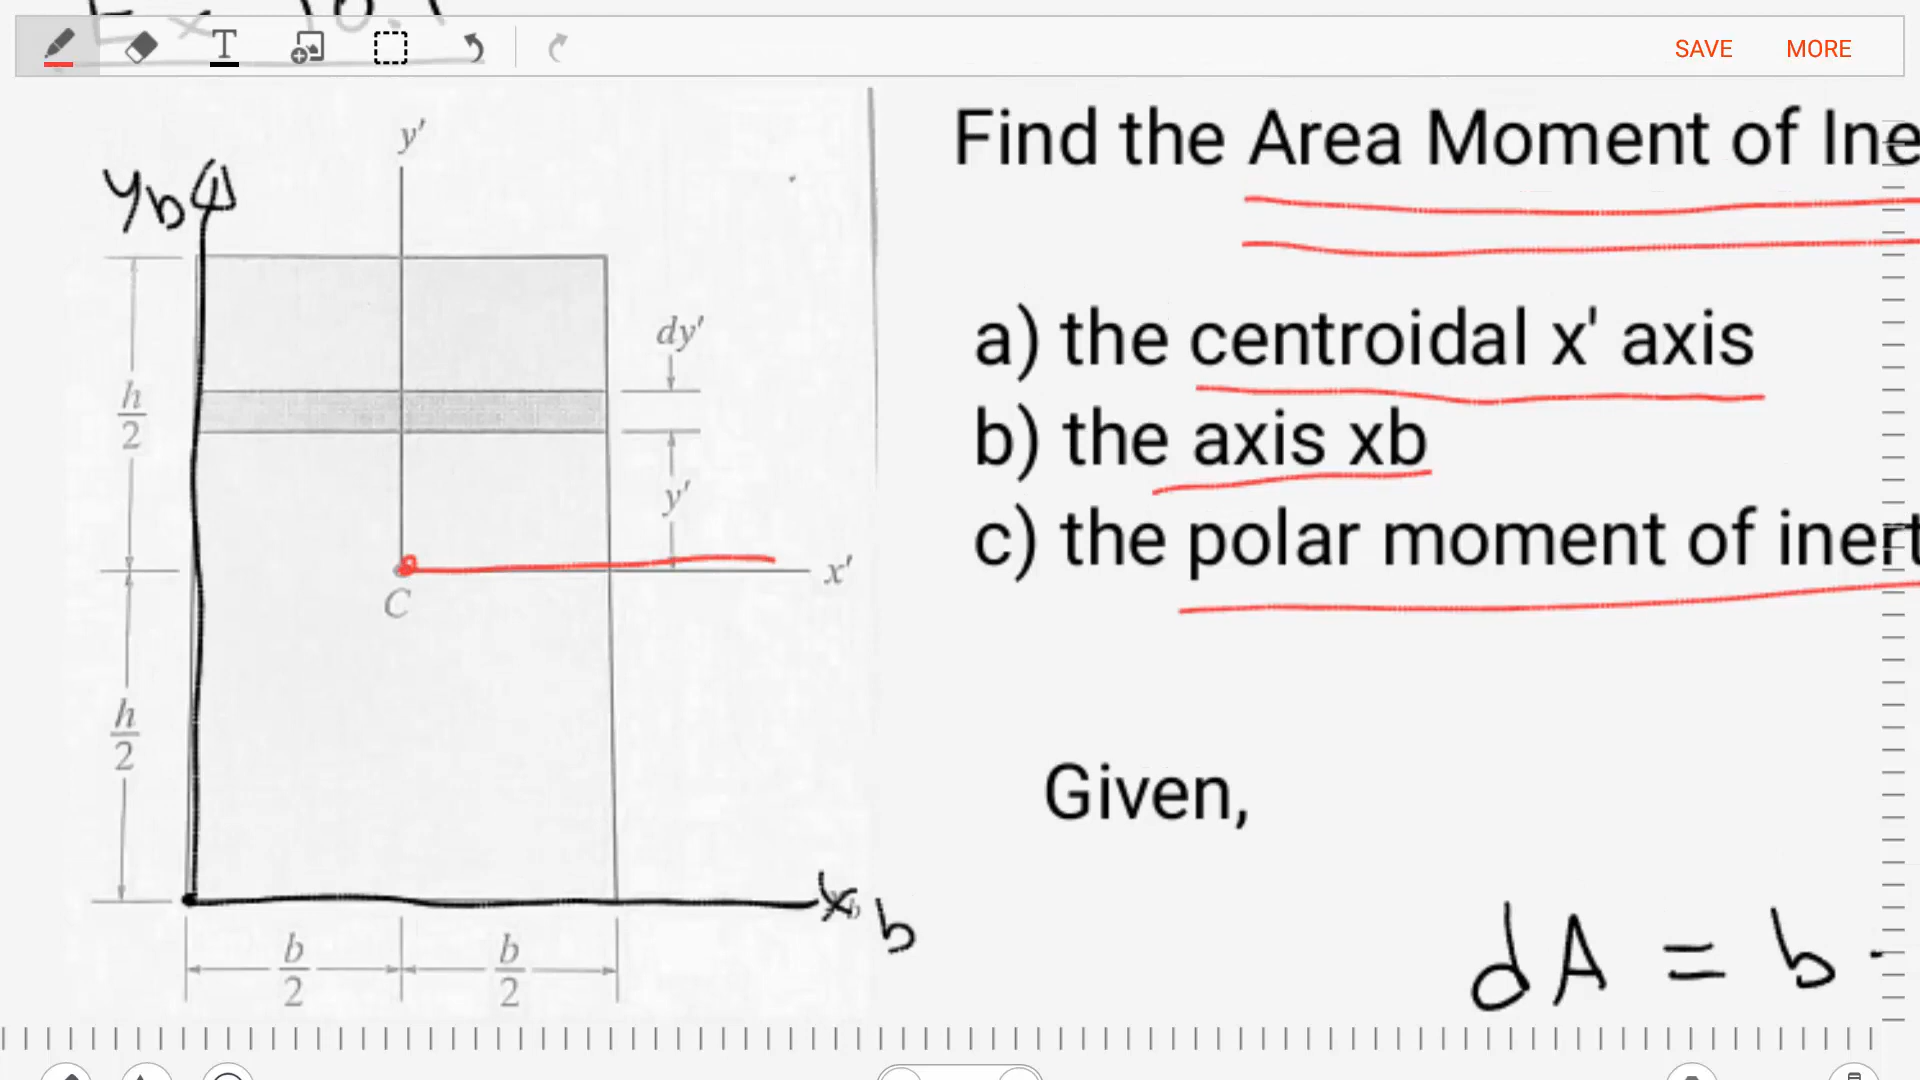 T
SAVE
MORE
y'
yb
Find the Area Moment of Ine
dy'
a) the centroidal x' axis
h
2
b) the axis xb
y'
c) the polar moment of inert
x'
C
h
2
Given,
xb
b
2
b
2
dA = b